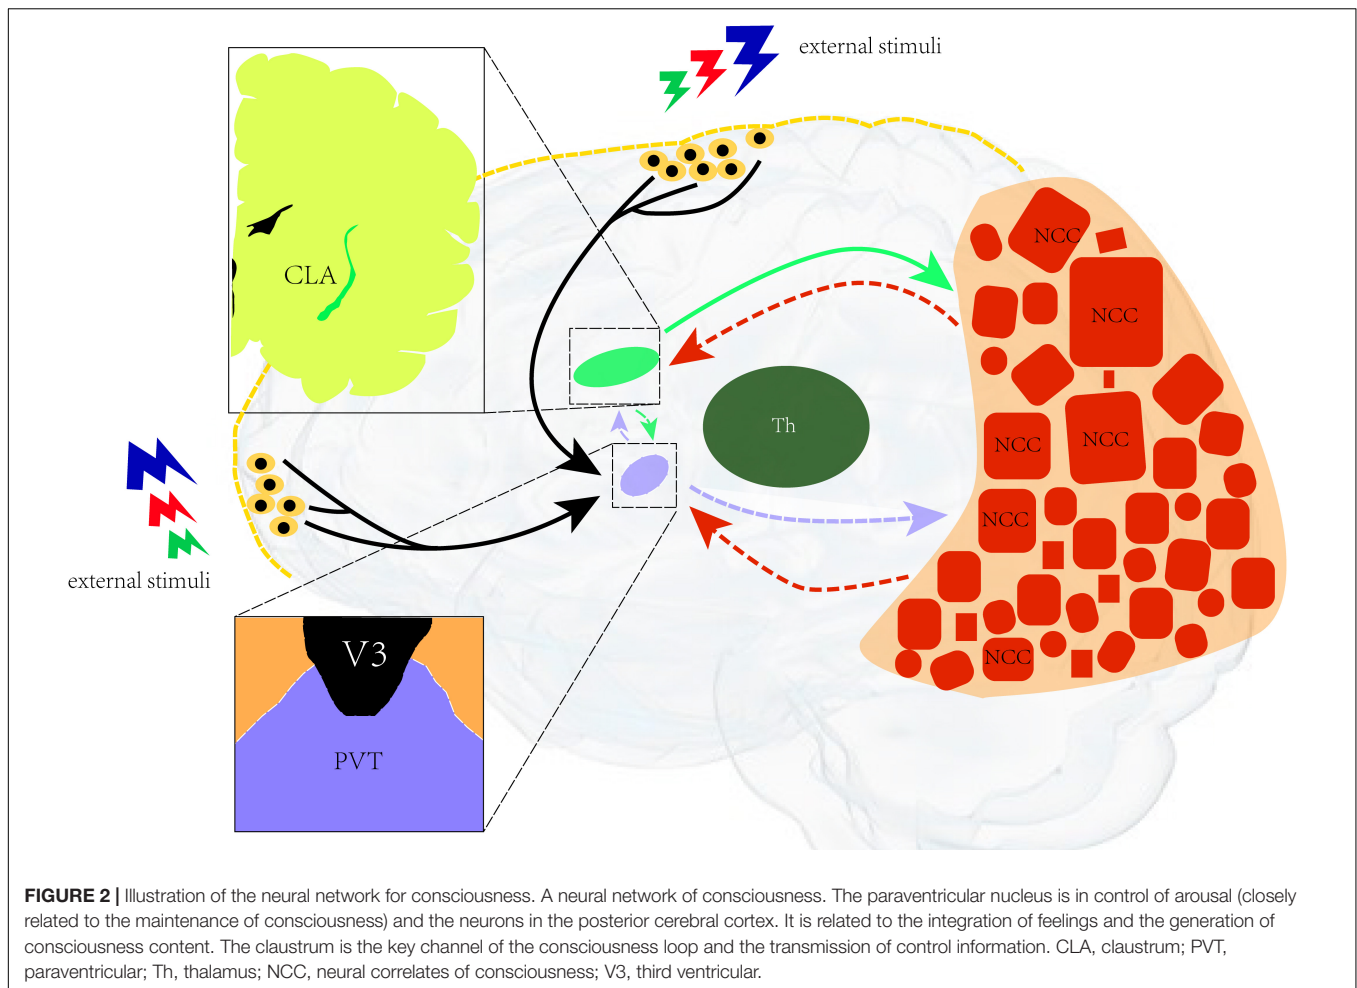 external stimuli
CLA
NCC
NCC
Th
NCC
NCC
NCC
external stimuli
V3
NCC
PVT
FIGURE 2 | Illustration of the neural network for consciousness. A neural network of consciousness. The paraventricular nucleus is in control of arousal (closely
related to the maintenance of consciousness) and the neurons in the posterior cerebral cortex. It is related to the integration of feelings and the generation of
consciousness content. The claustrum is the key channel of the consciousness loop and the transmission of control information. CLA, claustrum; PVT,
paraventricular; Th, thalamus; NCC, neural correlates of consciousness; V3, third ventricular.